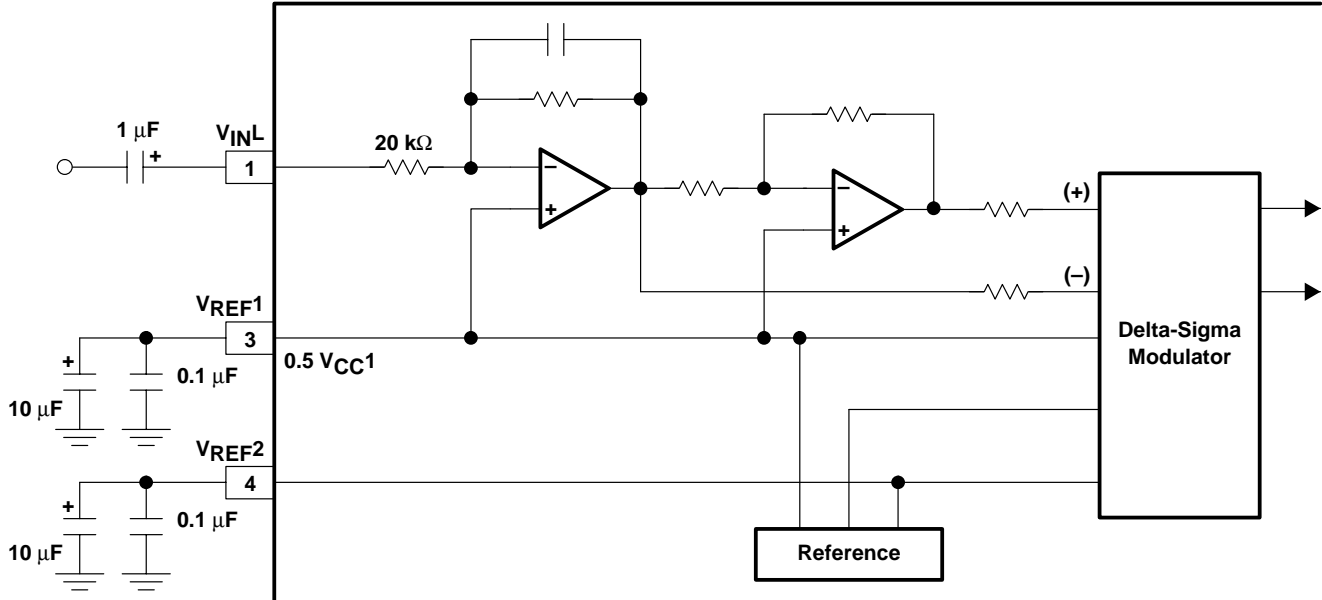 1 μF
VINL
1
20 kΩ
−
+
−
+
(+)
(−)
Delta-Sigma
Modulator
VREF1
3
0.5 VCC1
+
0.1 μF
10 μF
VREF2
4
+
0.1 μF
10 μF
Reference
+